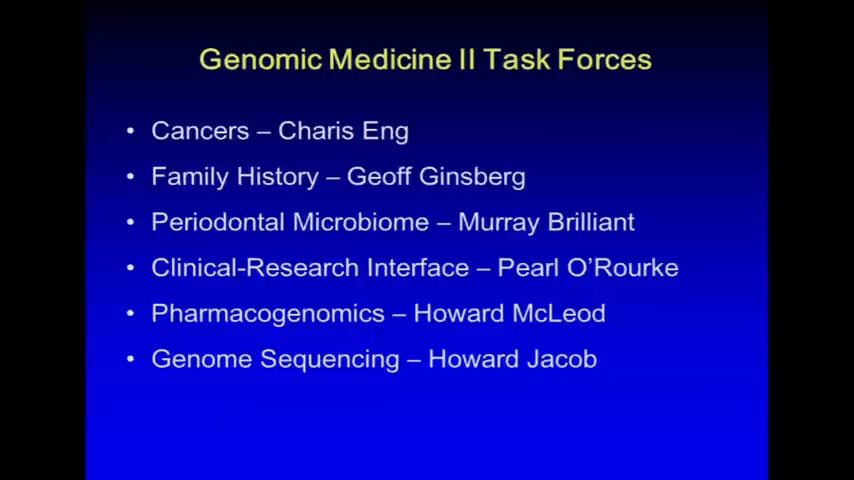 Genomic Medicine II Task Forces
• Cancers – Charis Eng
• Family History – Geoff Ginsberg
• Periodontal Microbiome – Murray Brilliant
• Clinical-Research Interface – Pearl O’Rourke
• Pharmacogenomics – Howard McLeod
• Genome Sequencing – Howard Jacob